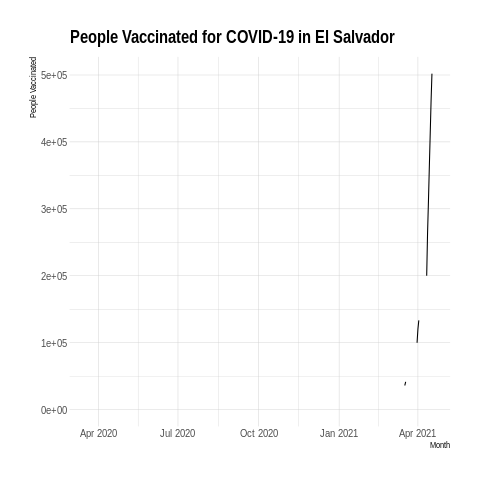 People Vaccinated for COVID-19 in El Salvador
People Vaccinated
5e+05
4e+05
3e+05
2e+05
1e+05
0e+00
Apr 2020 Jul 2020 Oct 2020 Jan 2021 Apr 2021
Month